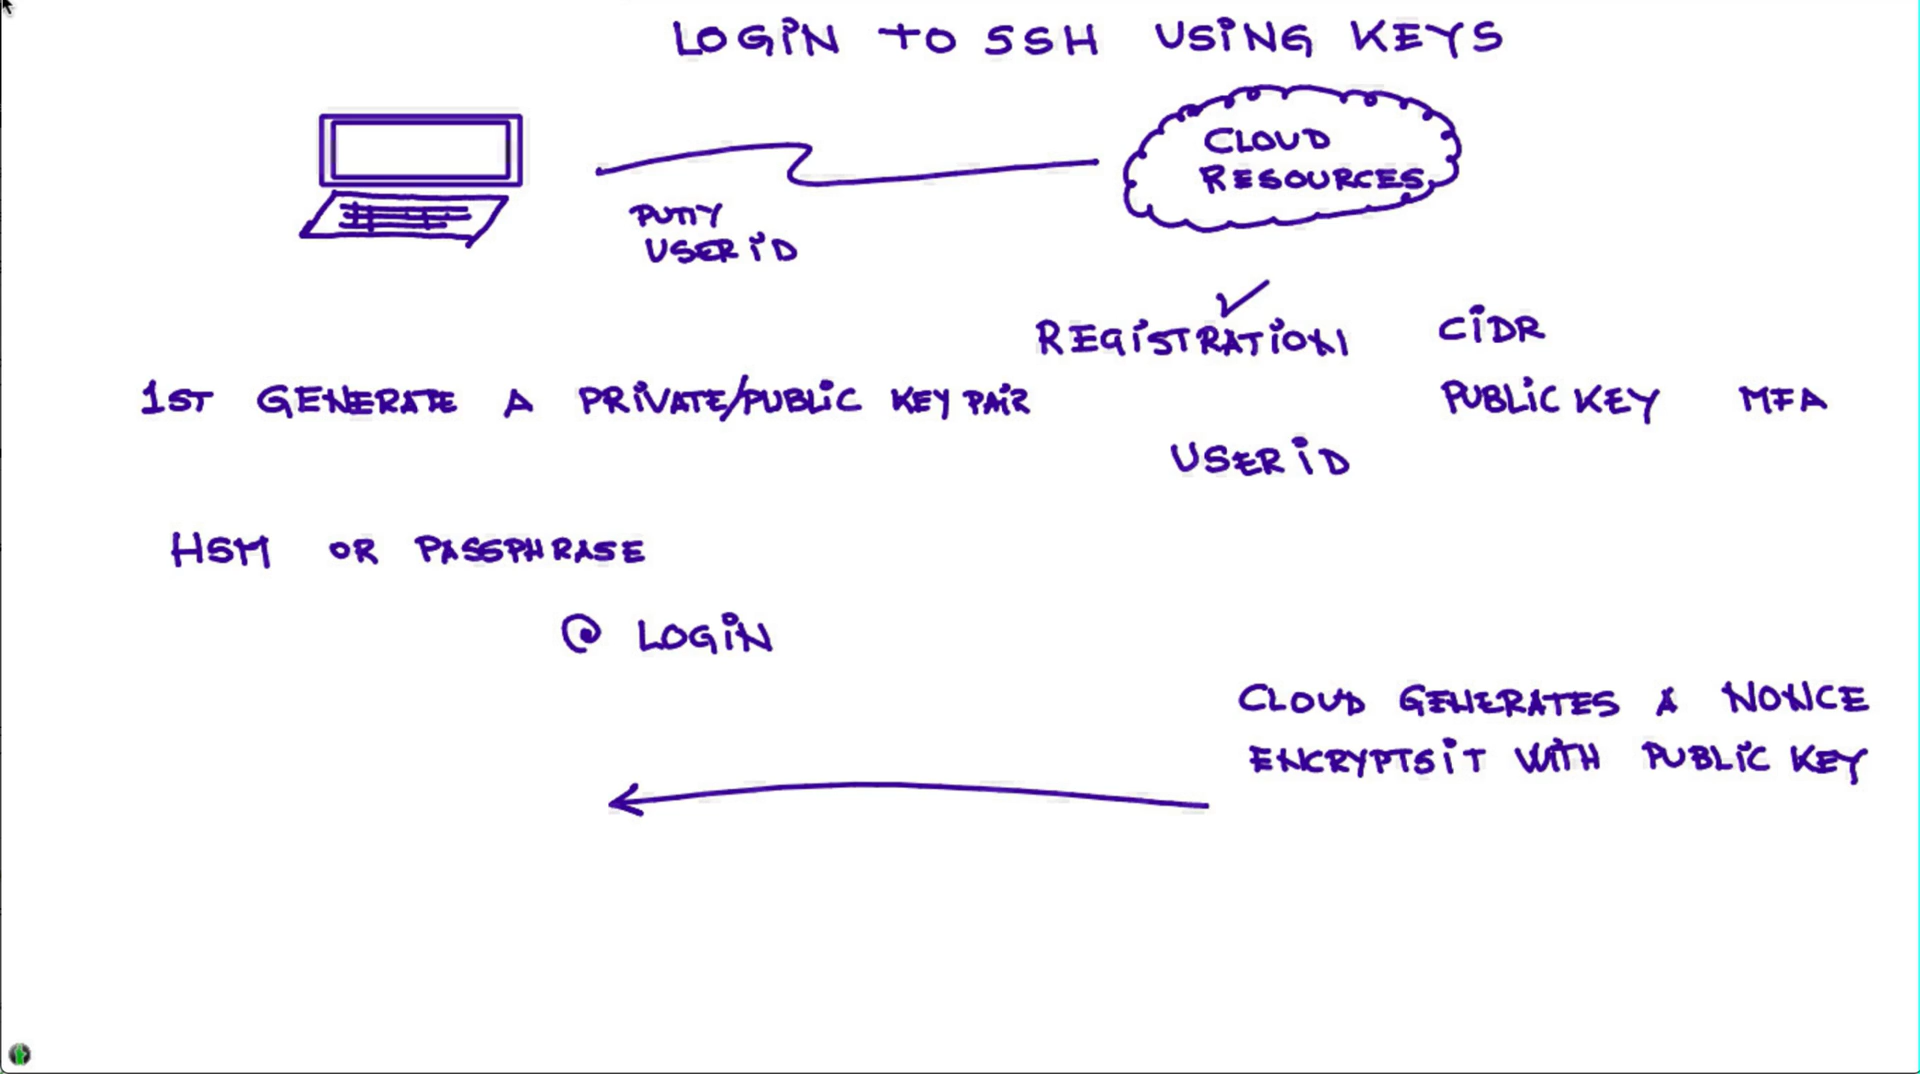 LOGIN TO SSH USING KEYS
CLOUD
RESOURCES
PUTTY
USER ID
REGISTRATION
CIDR
1ST GENERATE A PRIVATE/PUBLIC KEY PAIR
PUBLIC KEY MFA
USER ID
HSM OR PASSPHRASE
@ LOGIN
CLOUD GENERATES A NONCE
ENCRYPTS IT WITH PUBLIC KEY